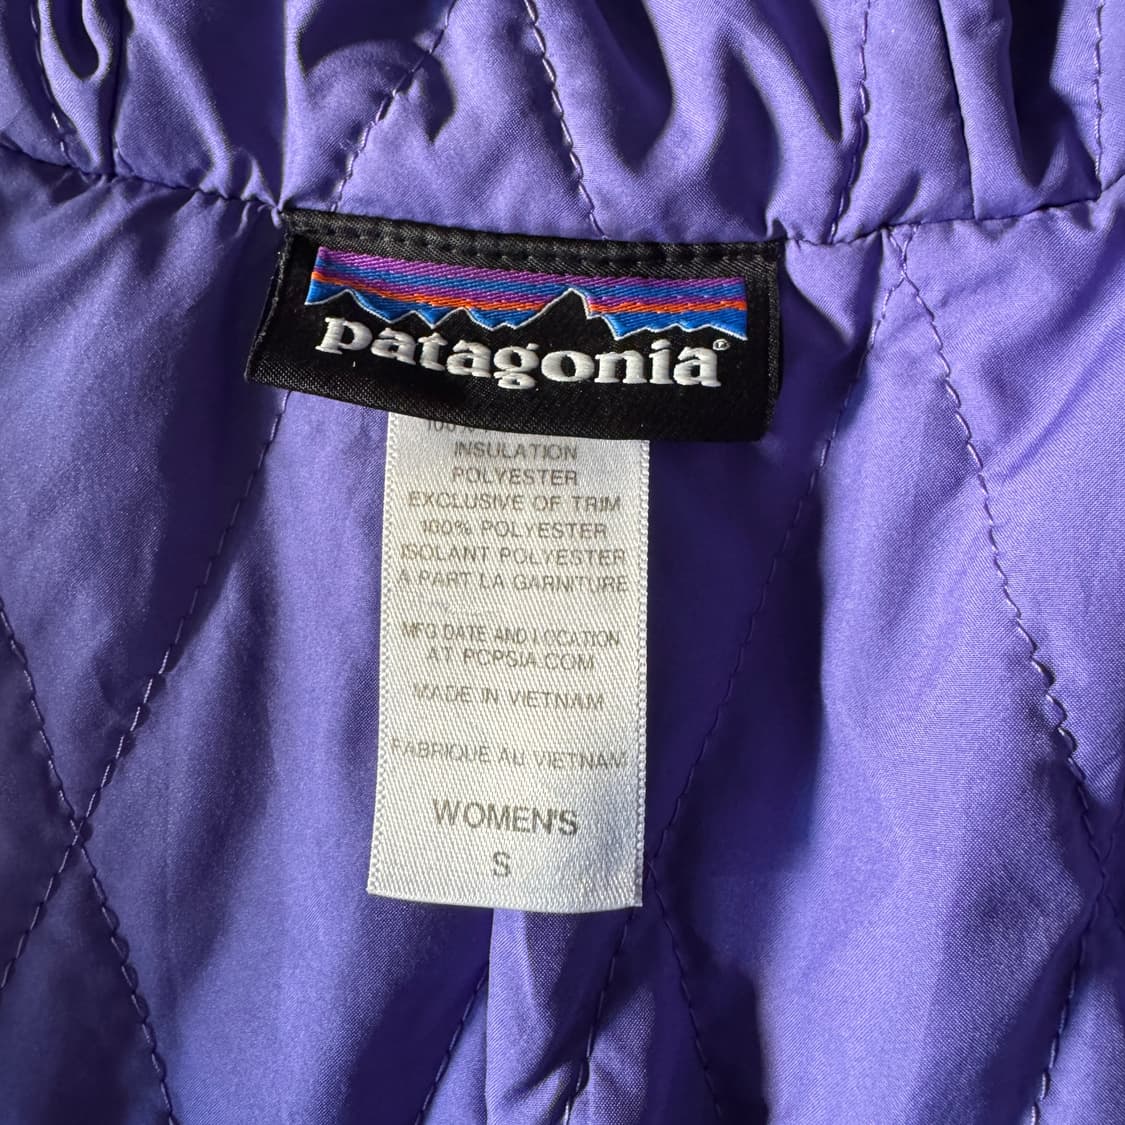 patagonia®
100%
INSULATION
POLYESTER
EXCLUSIVE OF TRIM
100% POLYESTER
ISOLANT POLYESTER
A PART LA GARNITURE
MFG DATE AND LOCATION
AT PCPSIA.COM
MADE IN VIETNAM
FABRIQUE AU VIETNAM
WOMEN'S
S